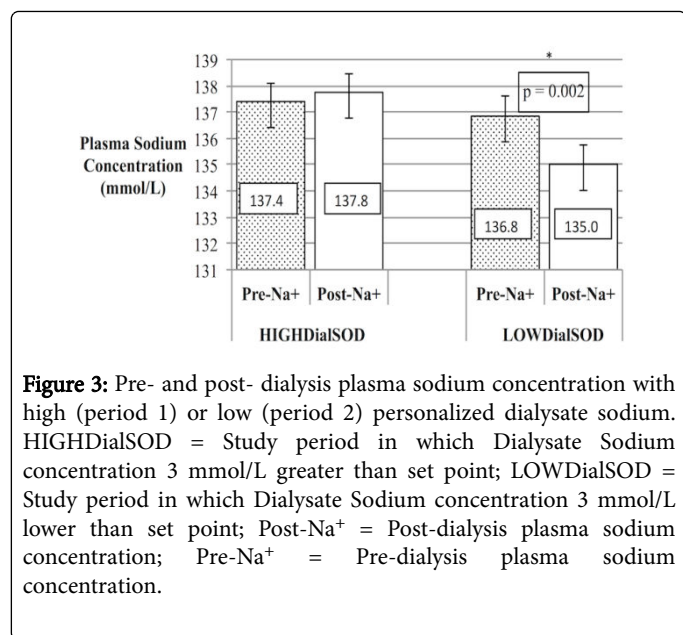 139
138
137
136
135
134
133
132
131
Plasma Sodium
Concentration
(mmol/L)
*
p = 0.002
137.4
137.8
136.8
135.0
Pre-Na+ Post-Na+ Pre-Na+ Post-Na+
HIGHDialSOD LOWDialSOD
Figure 3: Pre- and post- dialysis plasma sodium concentration with
high (period 1) or low (period 2) personalized dialysate sodium.
HIGHDialSOD = Study period in which Dialysate Sodium
concentration 3 mmol/L greater than set point; LOWDialSOD =
Study period in which Dialysate Sodium concentration 3 mmol/L
lower than set point; Post-Na⁺ = Post-dialysis plasma sodium
concentration; Pre-Na⁺ = Pre-dialysis plasma sodium
concentration.